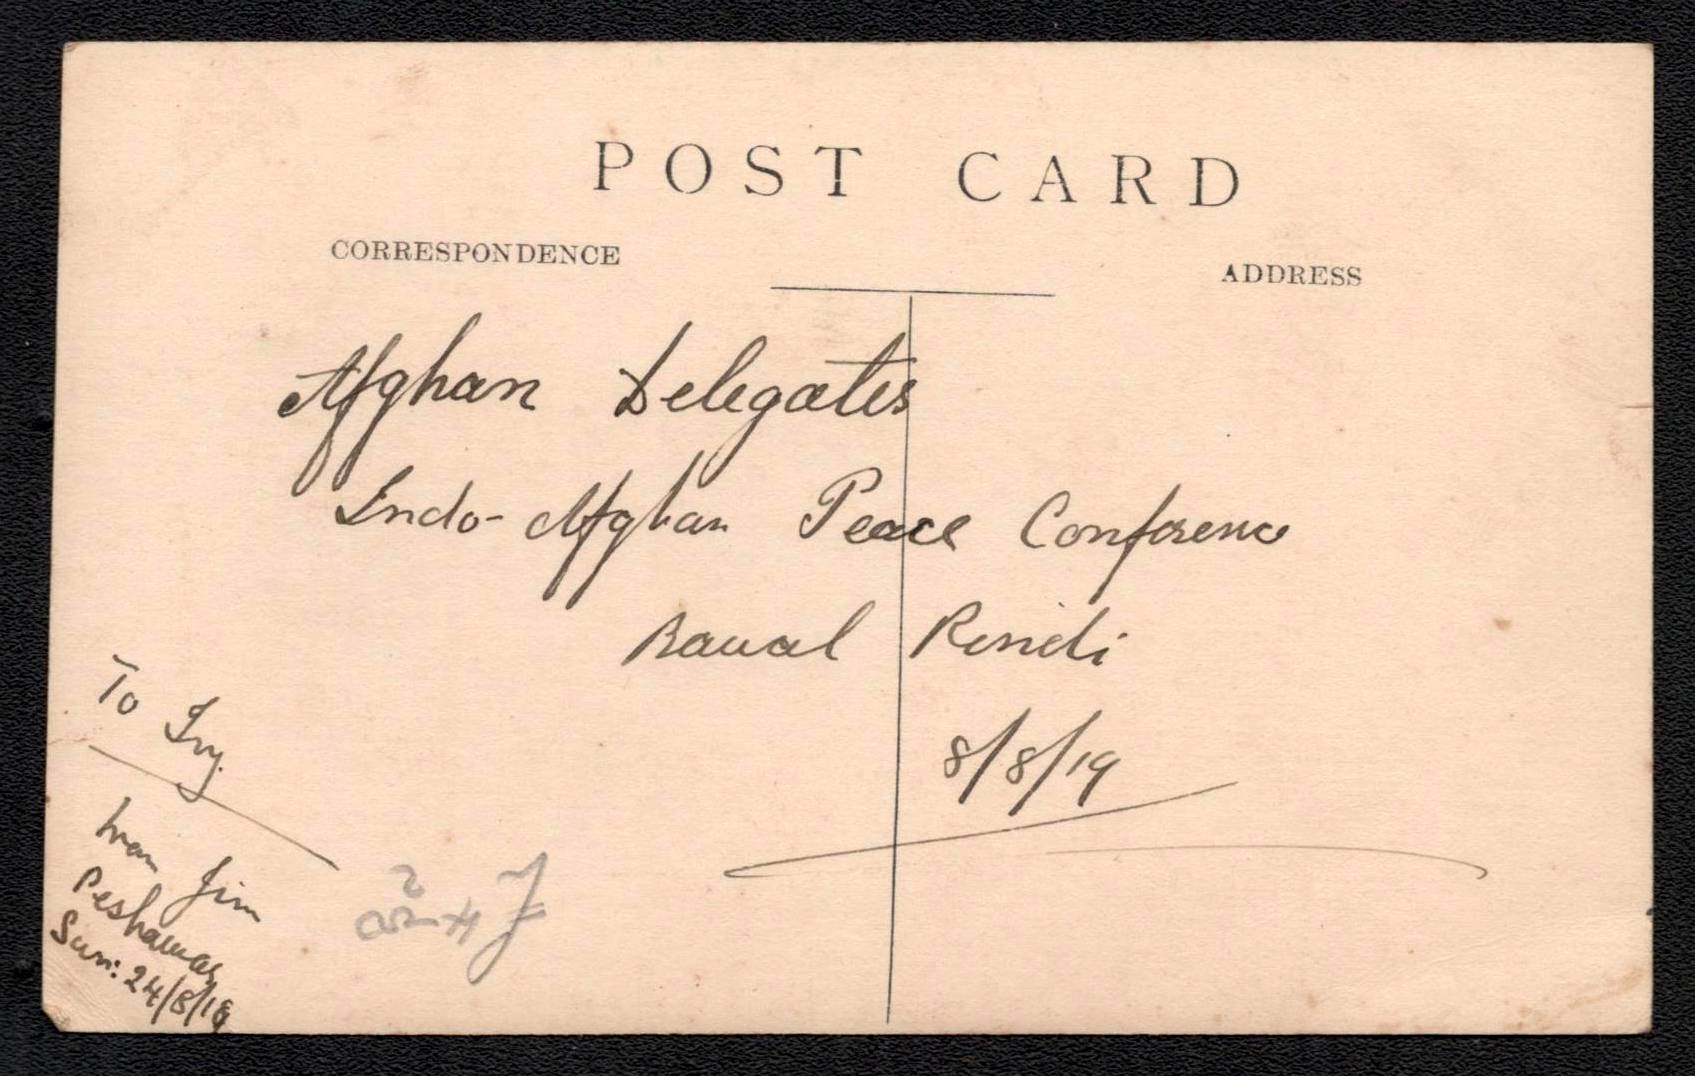 POST CARD
CORRESPONDENCE
ADDRESS
Afghan Delegates
Indo-Afghan Peace Conference
Rawal Pindi
8/8/19
To Ivy.
from Jim
Peshawar
Sun: 24/8/19